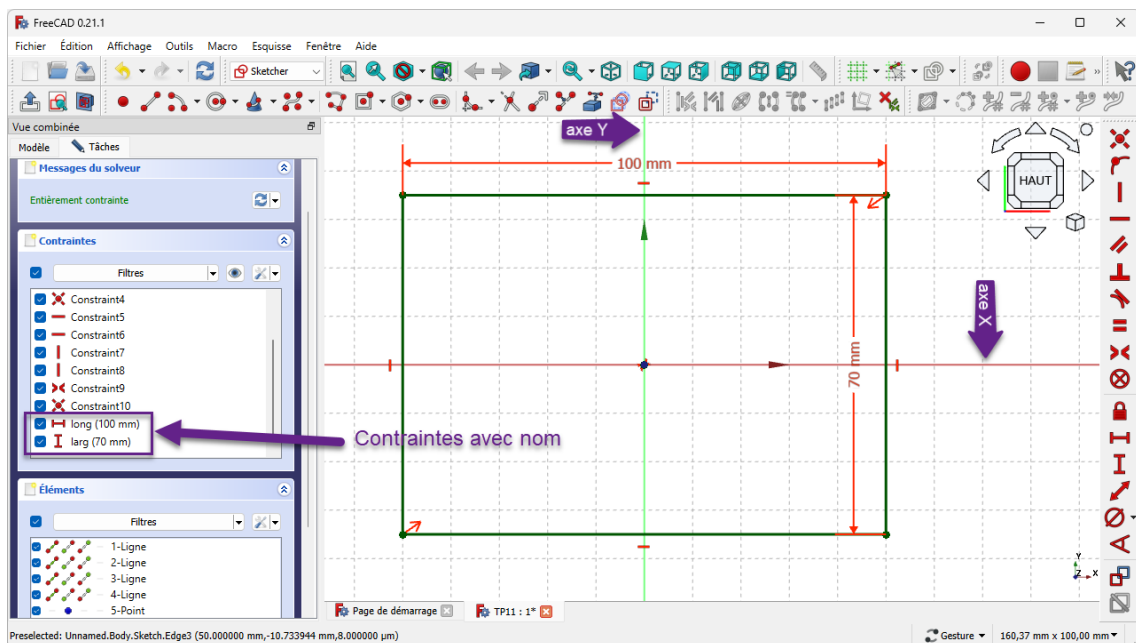 FreeCAD 0.21.1
Fichier Édition Affichage Outils Macro Esquisse Fenêtre Aide
Sketcher
Vue combinée
Modèle Tâches
Messages du solveur
Entièrement contrainte
Contraintes
Filtres
Constraint4
Constraint5
Constraint6
Constraint7
Constraint8
Constraint9
Constraint10
long (100 mm)
larg (70 mm)
Éléments
Filtres
1-Ligne
2-Ligne
3-Ligne
4-Ligne
5-Point
axe Y
100 mm
HAUT
axe X
70 mm
Contraintes avec nom
Y
Z X
Page de démarrage
TP11 : 1*
Preselected: Unnamed.Body.Sketch.Edge3 (50.000000 mm,-10.733944 mm,8.000000 µm)
Gesture
160,37 mm x 100,00 mm